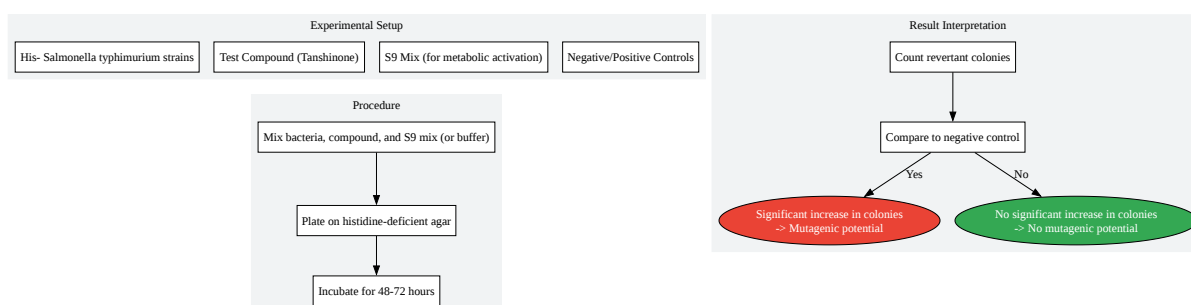 Experimental Setup
His- Salmonella typhimurium strains
Test Compound (Tanshinone)
S9 Mix (for metabolic activation)
Negative/Positive Controls
Procedure
Mix bacteria, compound, and S9 mix (or buffer)
Plate on histidine-deficient agar
Incubate for 48-72 hours
Result Interpretation
Count revertant colonies
Compare to negative control
Yes
No
Significant increase in colonies
-> Mutagenic potential
No significant increase in colonies
-> No mutagenic potential